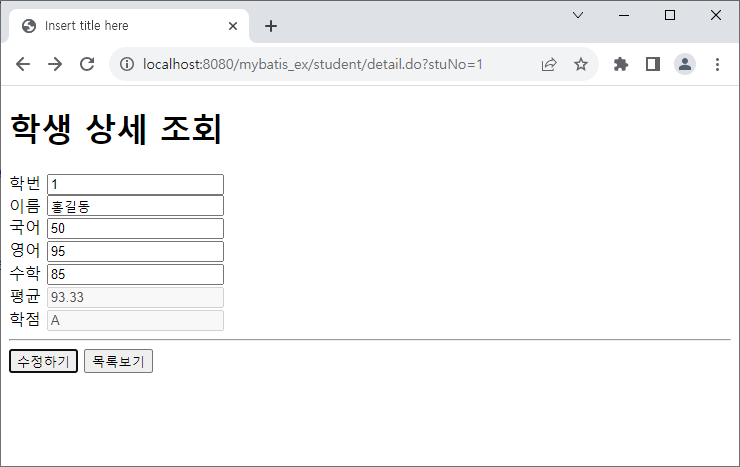 Insert title here
localhost:8080/mybatis_ex/student/detail.do?stuNo=1
학생 상세 조회
학번 1
이름 홍길동
국어 50
영어 95
수학 85
평균 93.33
학점 A
수정하기 목록보기